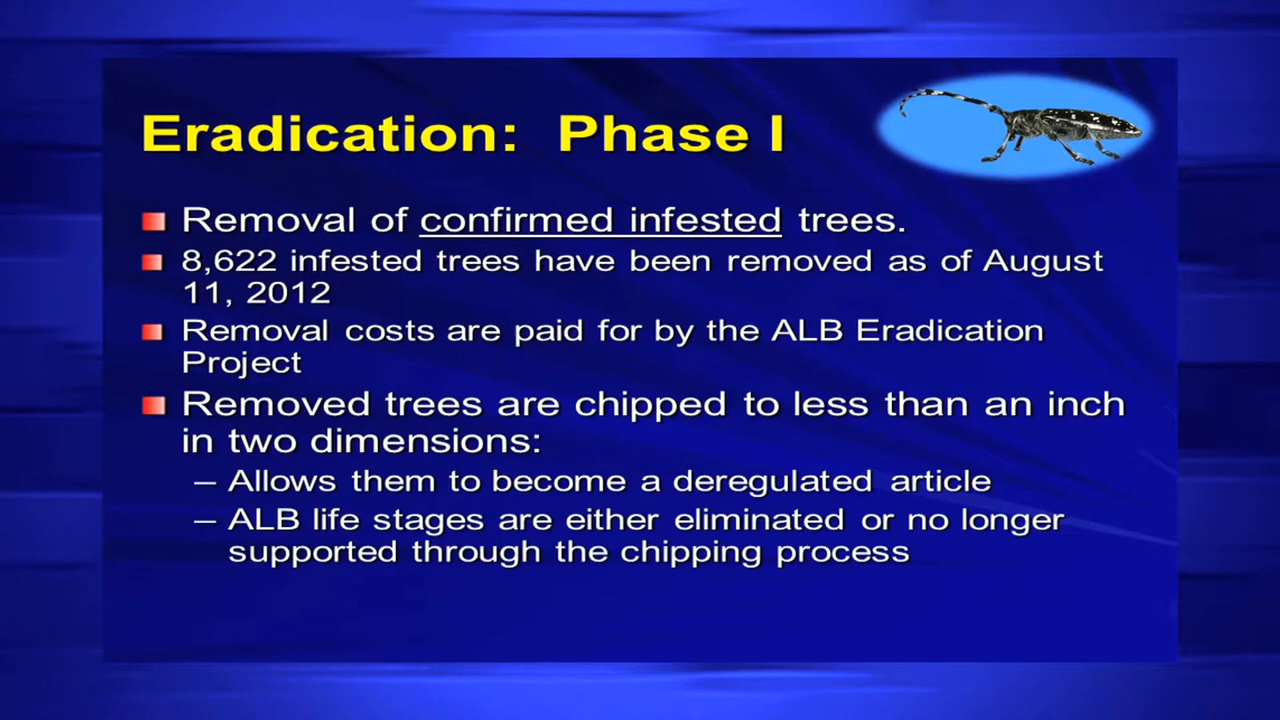 Eradication: Phase I
Removal of confirmed infested trees.
8,622 infested trees have been removed as of August
11, 2012
Removal costs are paid for by the ALB Eradication
Project
Removed trees are chipped to less than an inch
in two dimensions:
– Allows them to become a deregulated article
– ALB life stages are either eliminated or no longer
supported through the chipping process